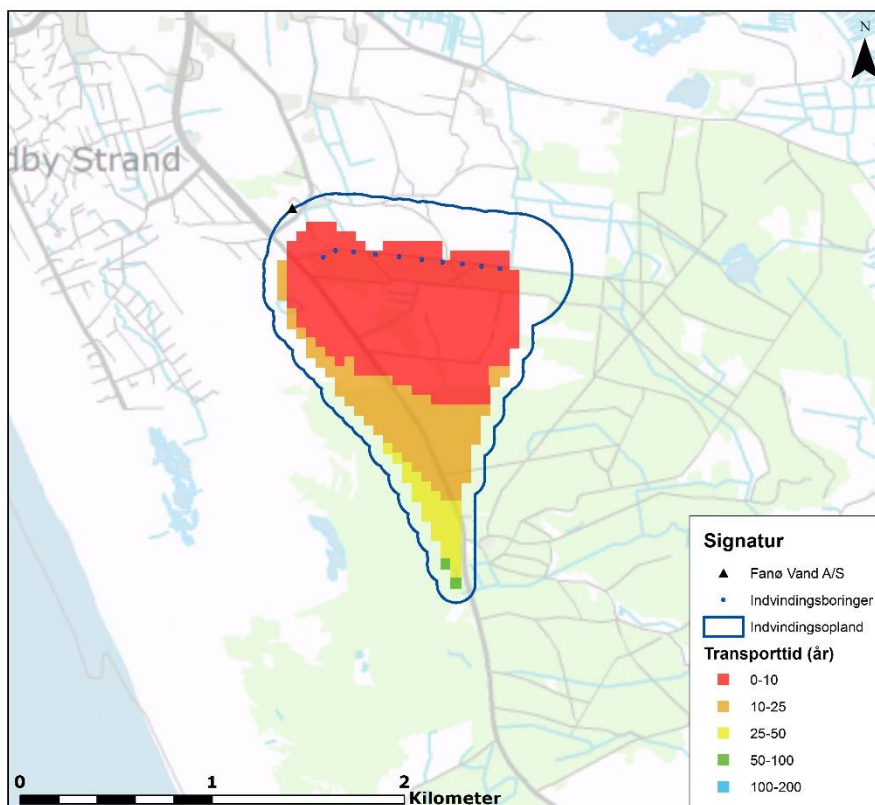 N
dby Strand
Signatur
Fanø Vand A/S
Indvindingsboringer
Indvindingsopland
Transporttid (år)
0-10
10-25
25-50
50-100
100-200
0 1 2
Kilometer